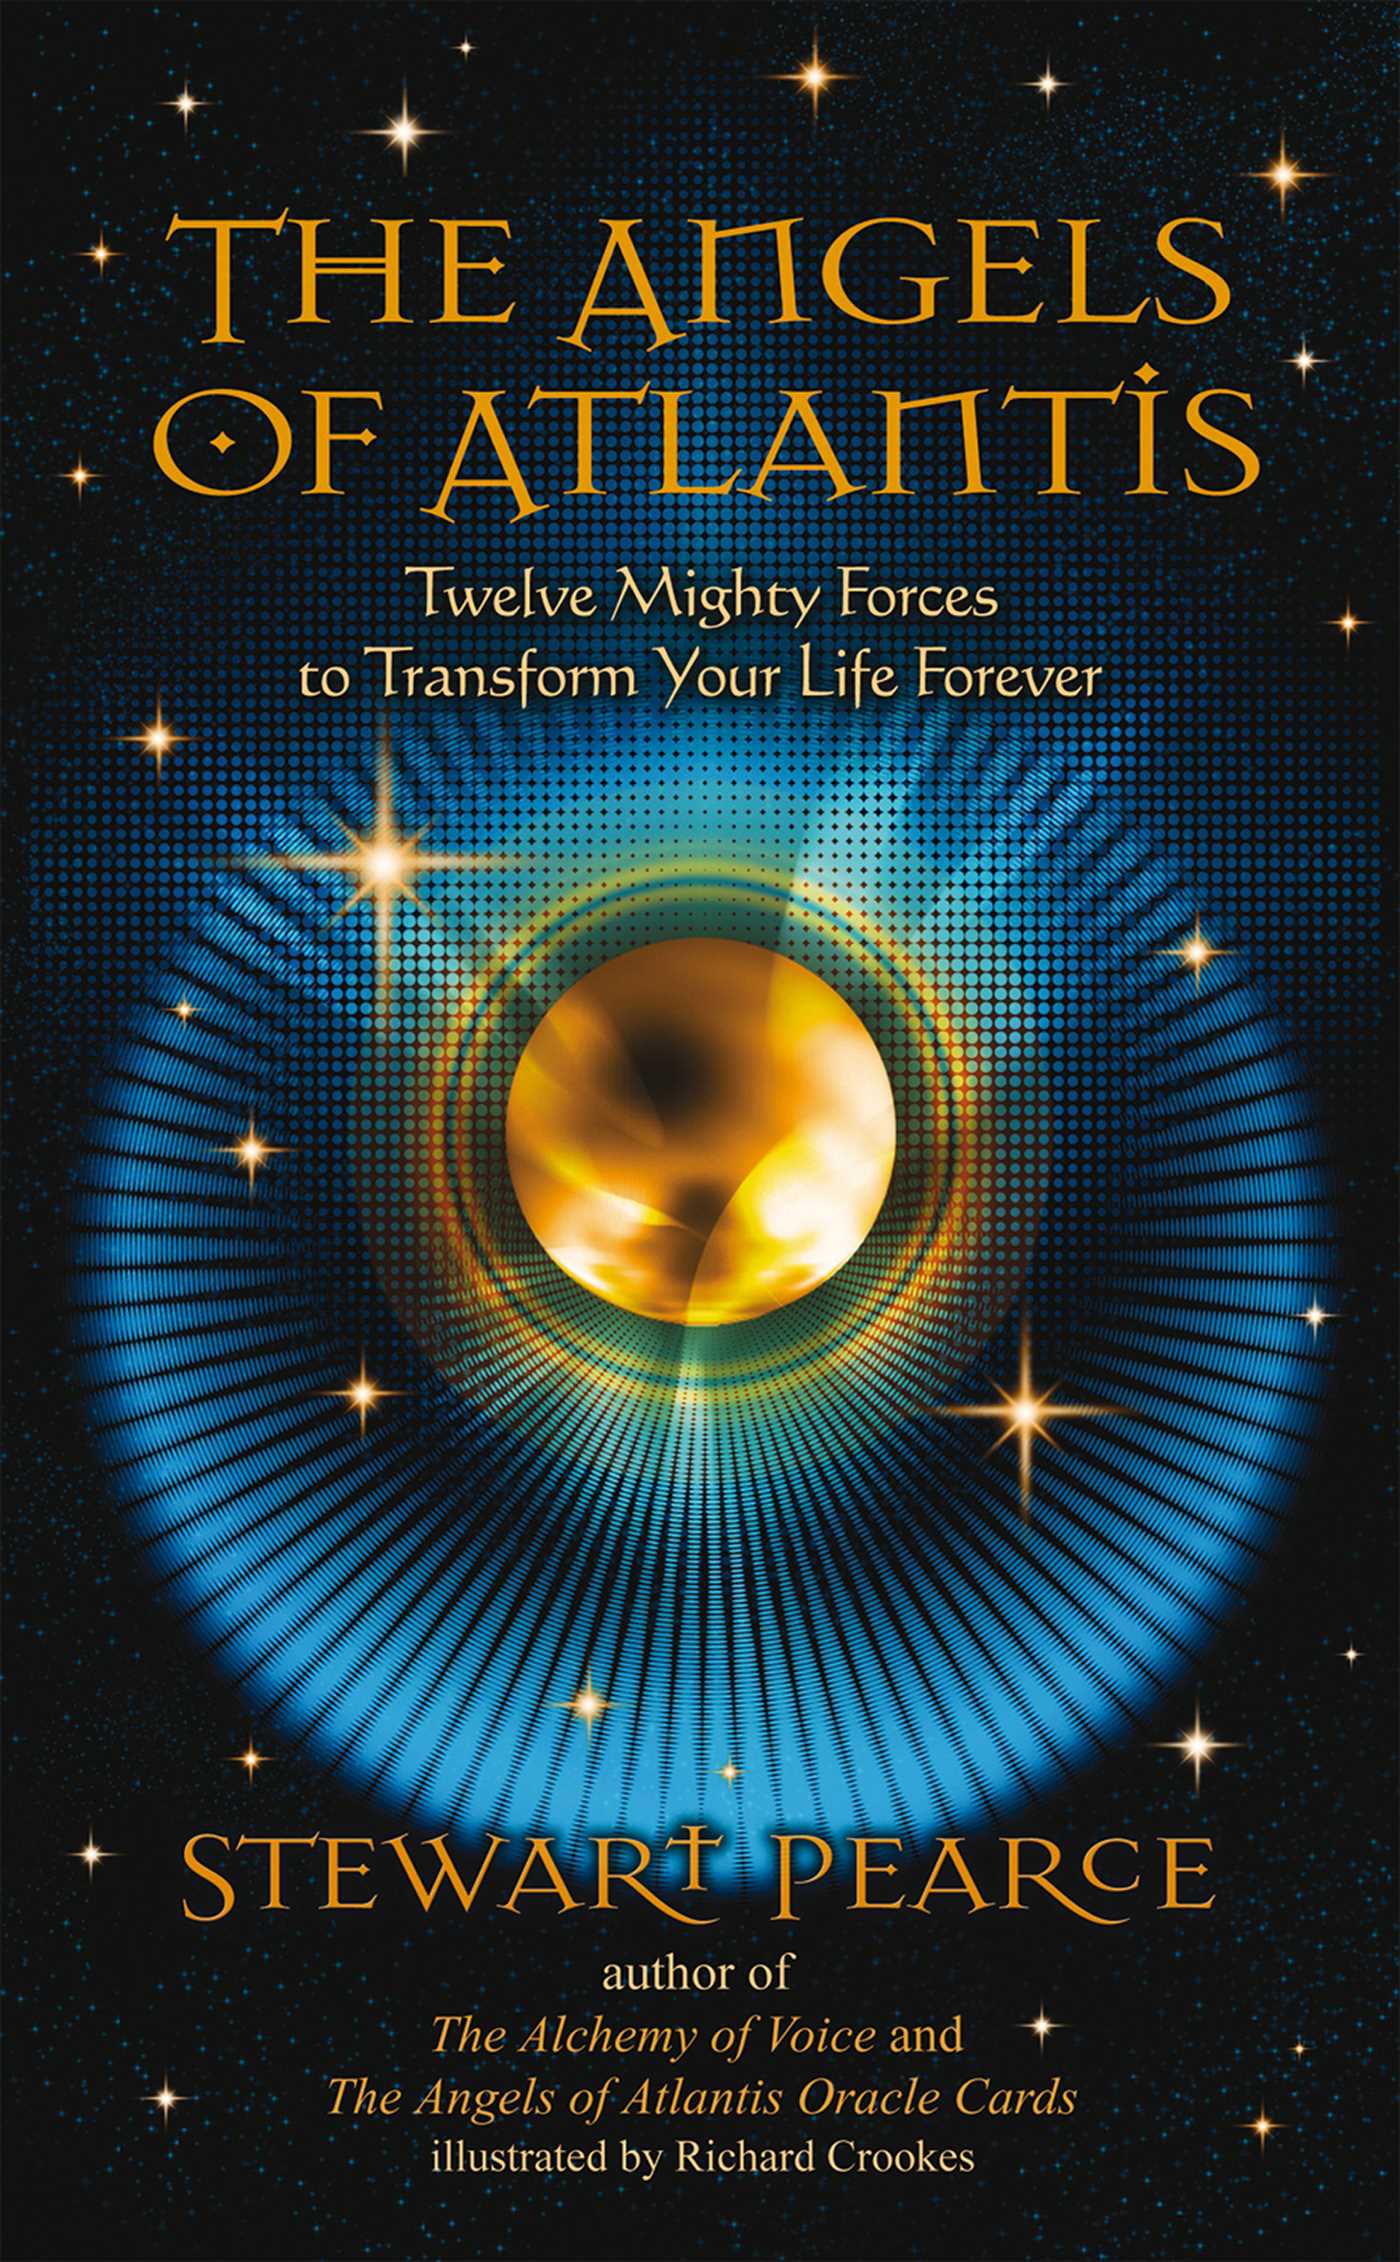 THE ANGELS
OF ATLANTIS
Twelve Mighty Forces
to Transform Your Life Forever
STEWART PEARCE
author of
The Alchemy of Voice and
The Angels of Atlantis Oracle Cards
illustrated by Richard Crookes